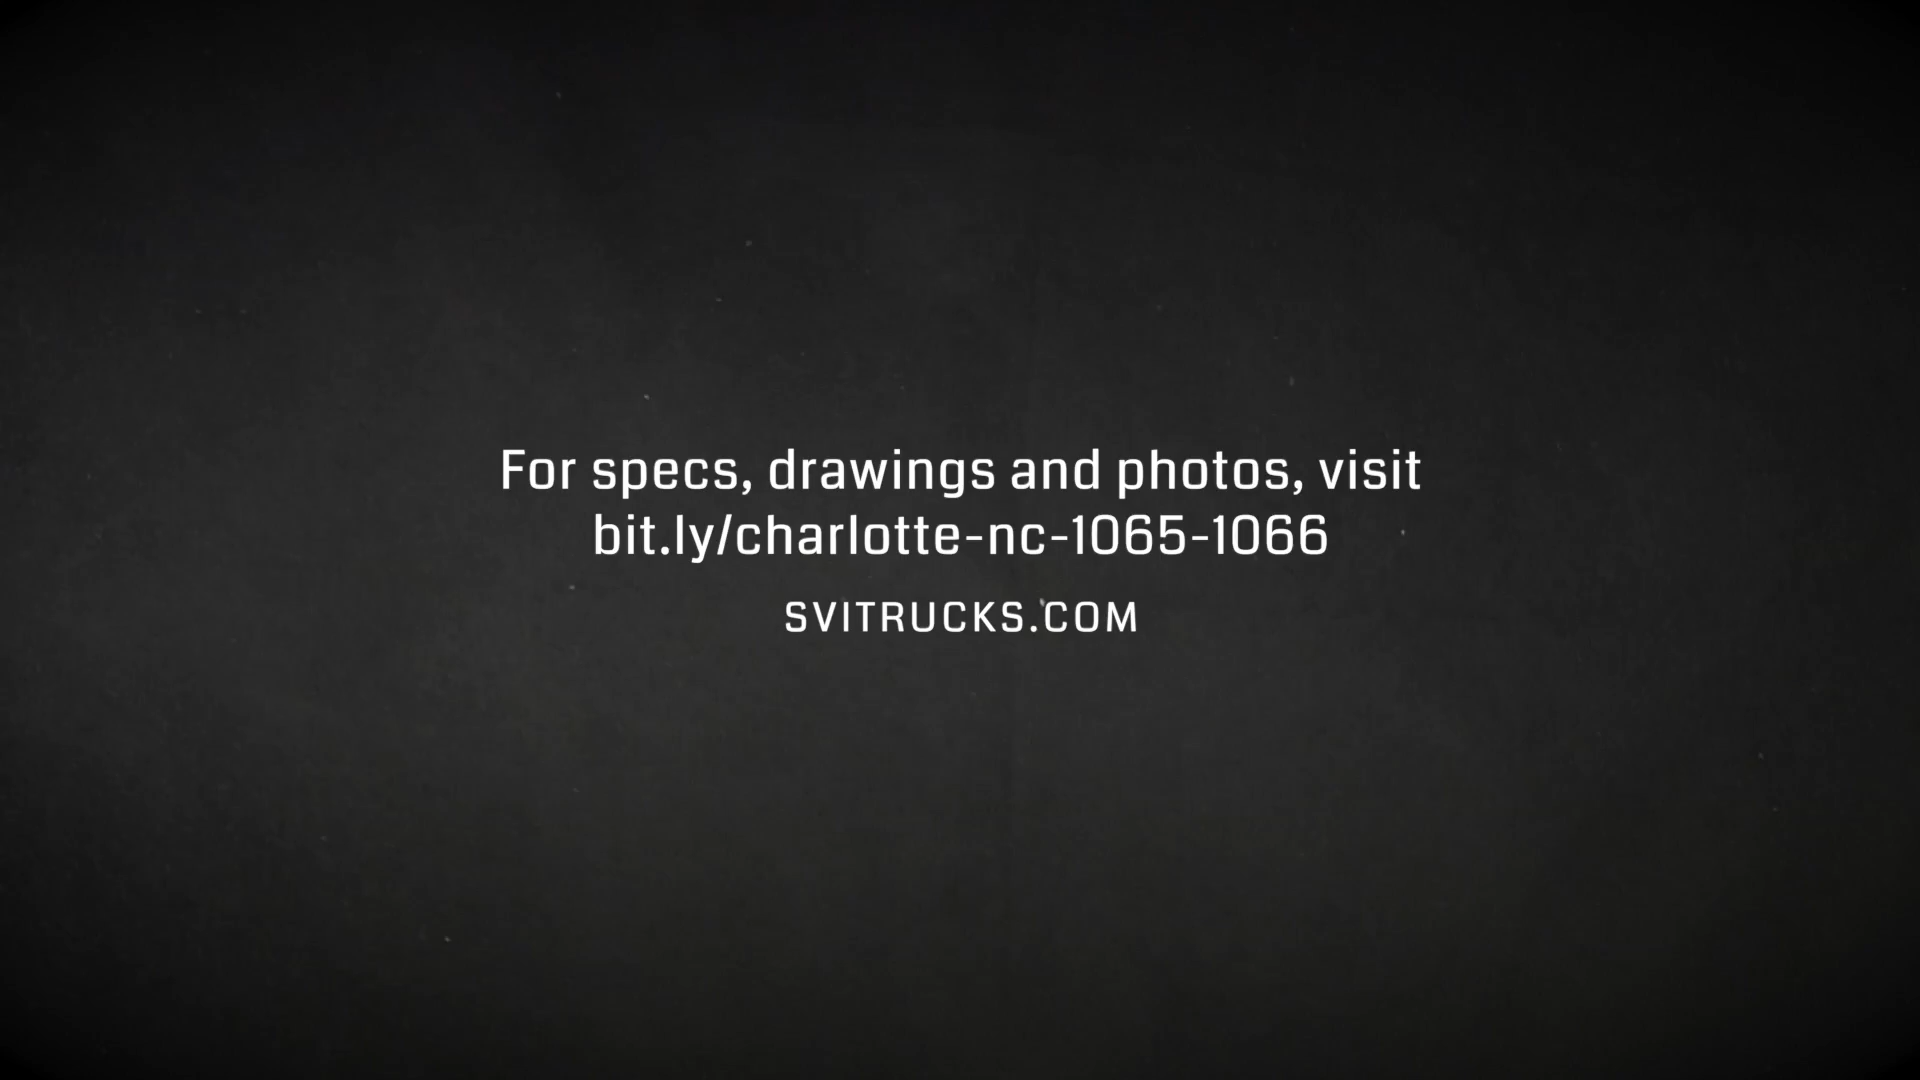 For specs, drawings and photos, visit
bit.ly/charlotte-nc-1065-1066
SVITRUCKS.COM